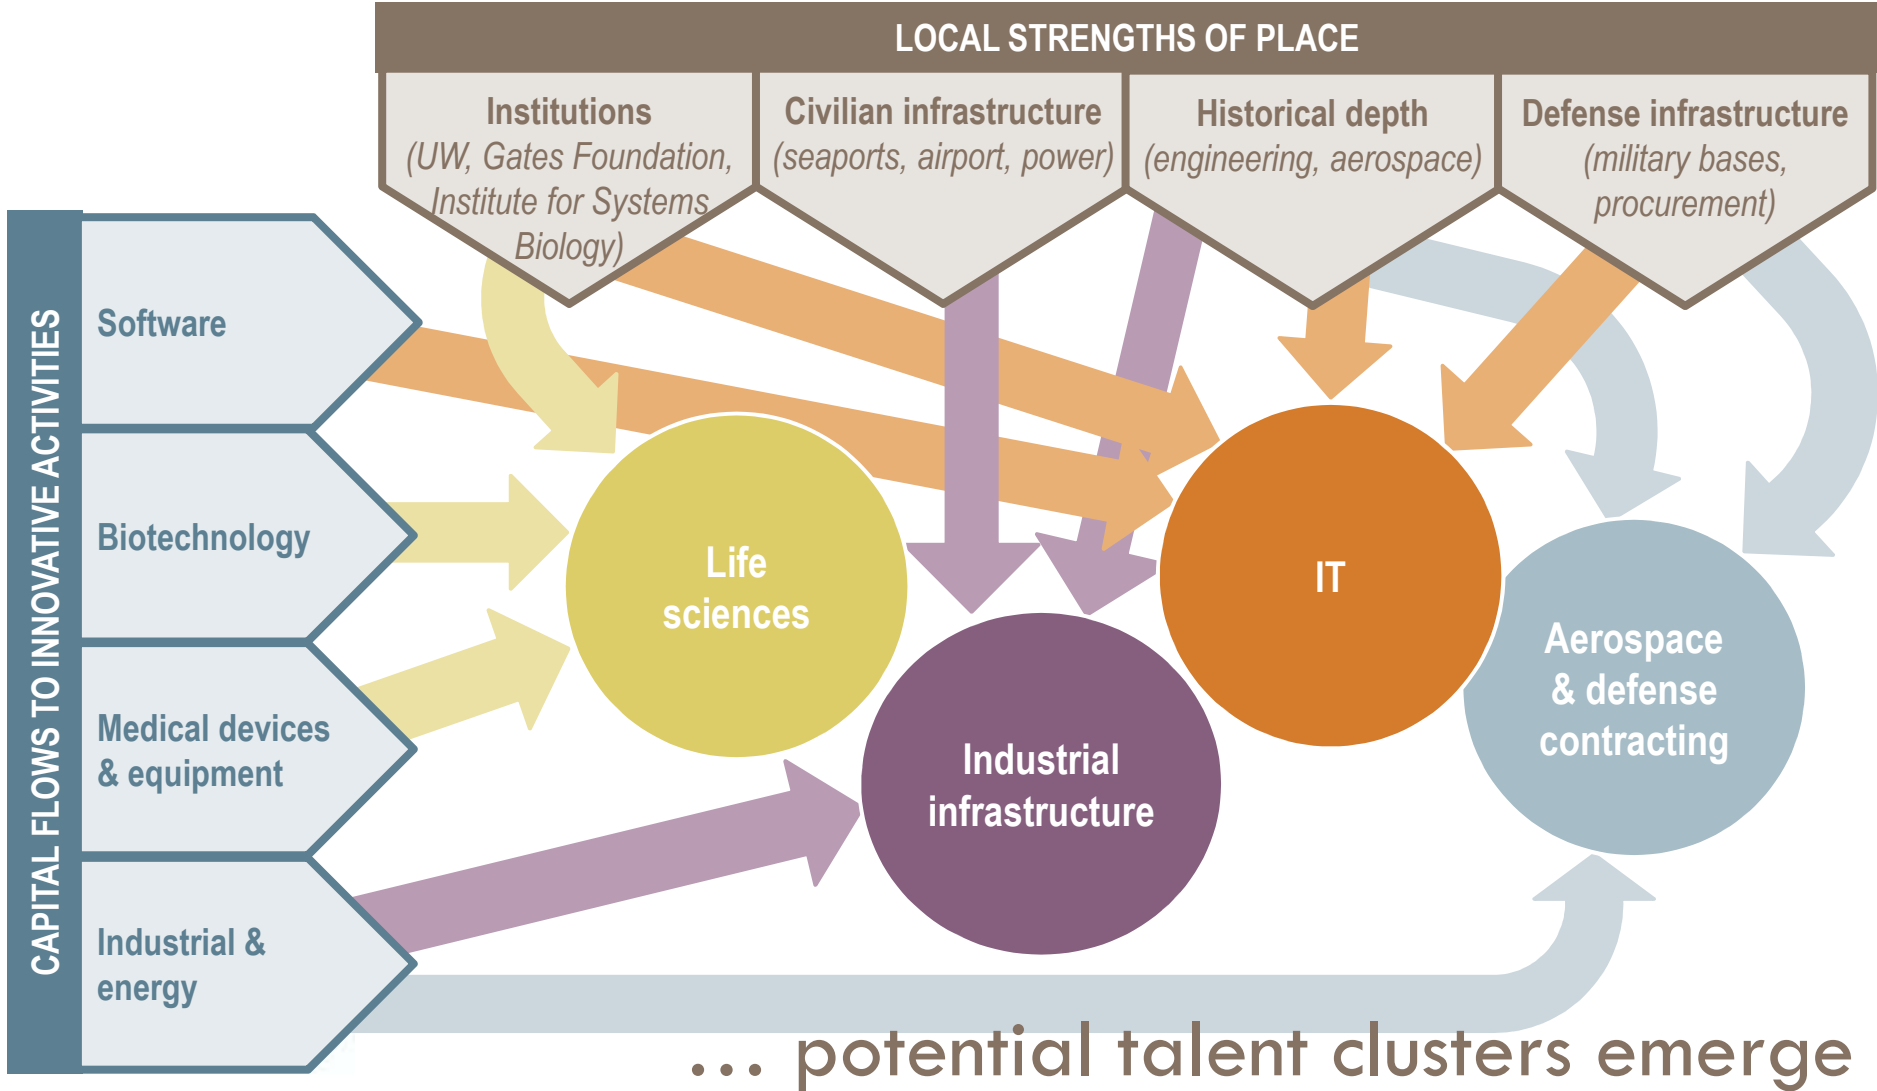 LOCAL STRENGTHS OF PLACE
Institutions
(UW, Gates Foundation,
Institute for Systems
Biology)
Civilian infrastructure
(seaports, airport, power)
Historical depth
(engineering, aerospace)
Defense infrastructure
(military bases,
procurement)
CAPITAL FLOWS TO INNOVATIVE ACTIVITIES
Software
Biotechnology
Medical devices
& equipment
Industrial &
energy
Life
sciences
Industrial
infrastructure
IT
Aerospace
& defense
contracting
... potential talent clusters emerge